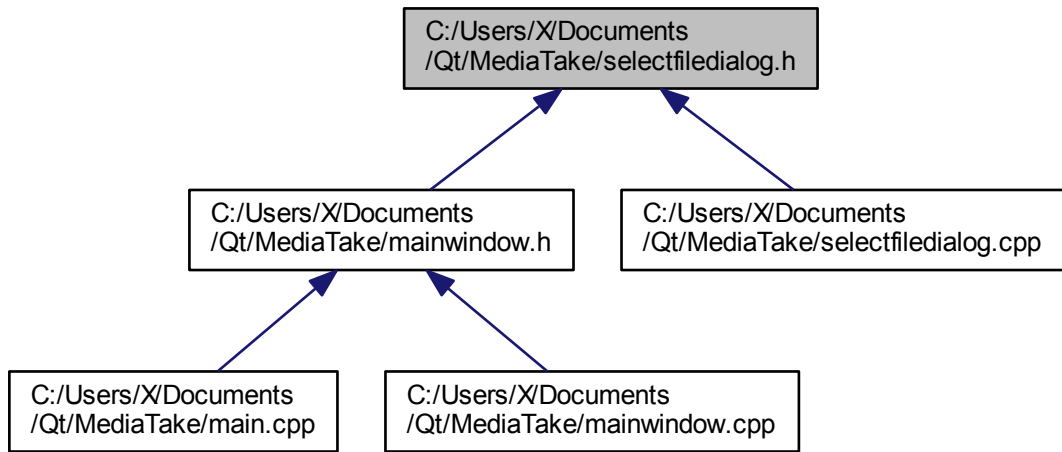 C:/Users/X/Documents
/Qt/MediaTake/selectfiledialog.h
C:/Users/X/Documents
/Qt/MediaTake/mainwindow.h
C:/Users/X/Documents
/Qt/MediaTake/selectfiledialog.cpp
C:/Users/X/Documents
/Qt/MediaTake/main.cpp
C:/Users/X/Documents
/Qt/MediaTake/mainwindow.cpp